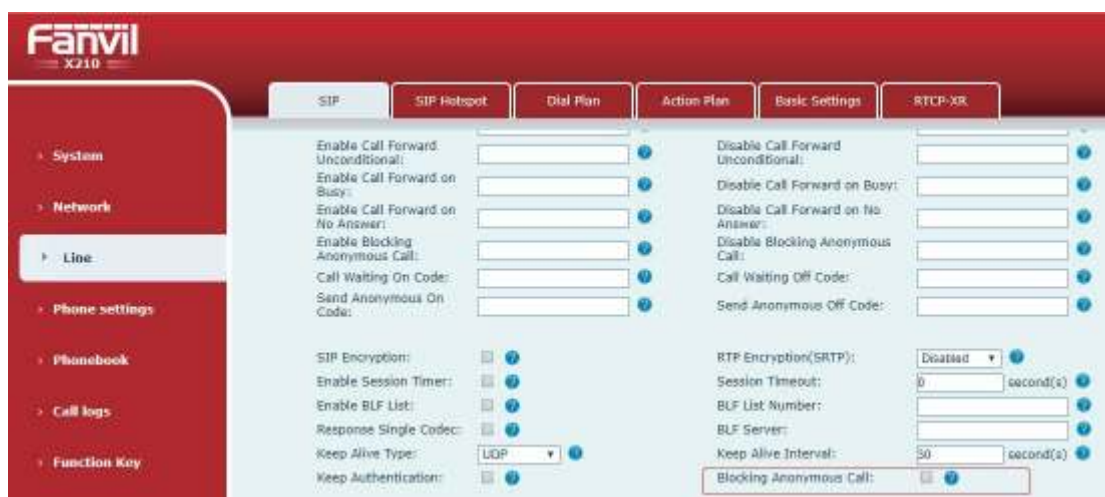 Fanvil
X210
SIP
SIP Hotspot
Dial Plan
Action Plan
Basic Settings
RTCP-XR
System
Network
Line
Phone settings
Phonebook
Call logs
Function Key
Enable Call Forward
Unconditional:
Disable Call Forward
Unconditional:
Enable Call Forward on
Busy:
Disable Call Forward on Busy:
Enable Call Forward on
No Answer:
Disable Call Forward on No
Answer:
Enable Blocking
Anonymous Call:
Disable Blocking Anonymous
Call:
Call Waiting On Code:
Call Waiting Off Code:
Send Anonymous On
Code:
Send Anonymous Off Code:
SIP Encryption:
RTP Encryption(SRTP): Disabled
Enable Session Timer:
Session Timeout: 0 second(s)
Enable BLF List:
BLF List Number:
Response Single Codec:
BLF Server:
Keep Alive Type: UDP
Keep Alive Interval: 30 second(s)
Keep Authentication:
Blocking Anonymous Call: